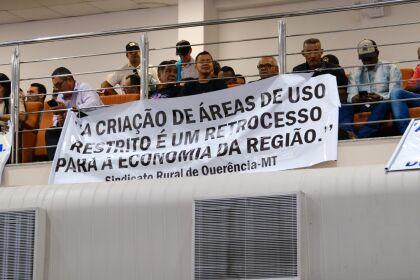 "A CRIAÇÃO DE ÁREAS DE USO
RESTRITO É UM RETROCESSO
PARA A ECONOMIA DA REGIÃO."
Sindicato Rural de Querência-MT